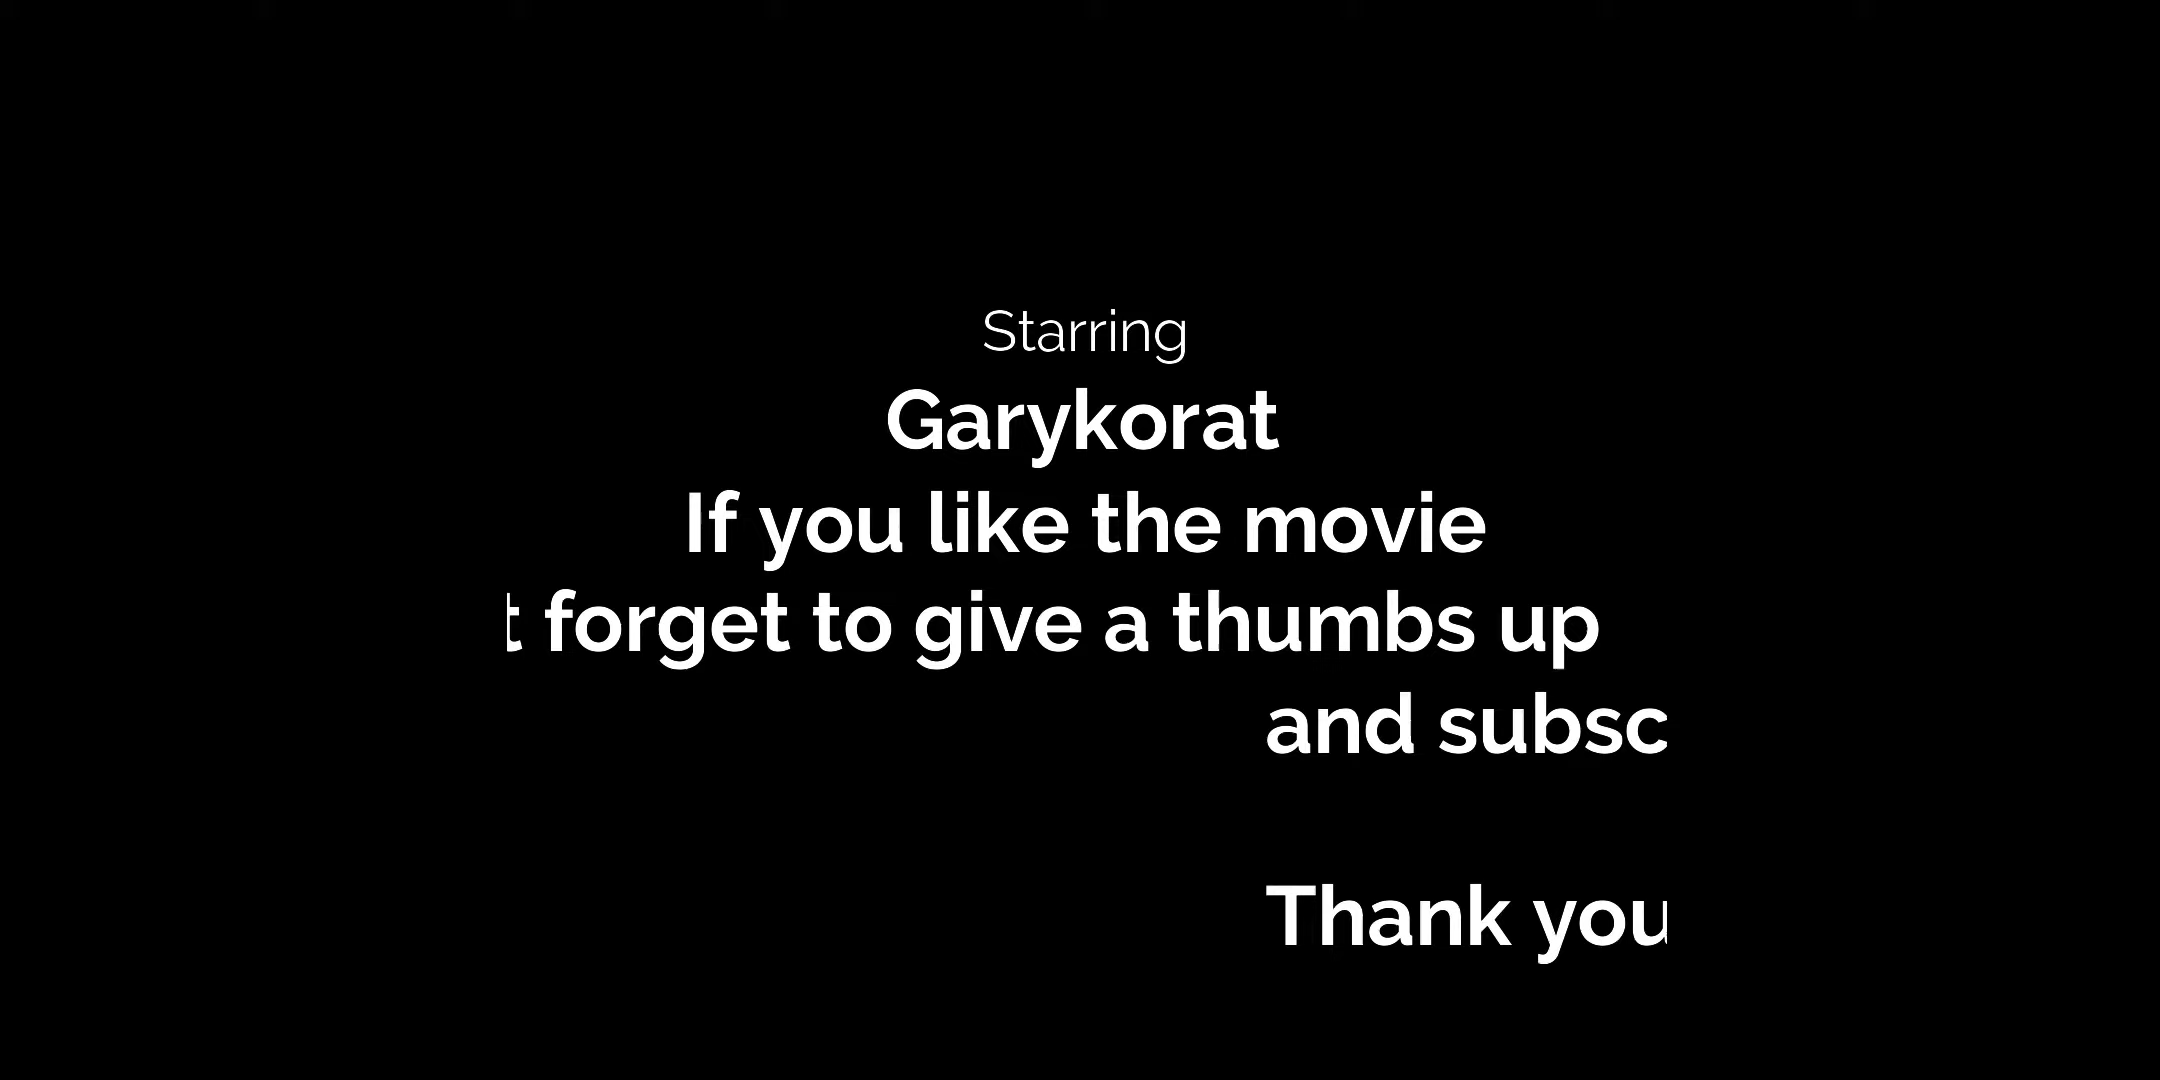 Starring
Garykorat
If you like the movie
t forget to give a thumbs up
and subsc
Thank you